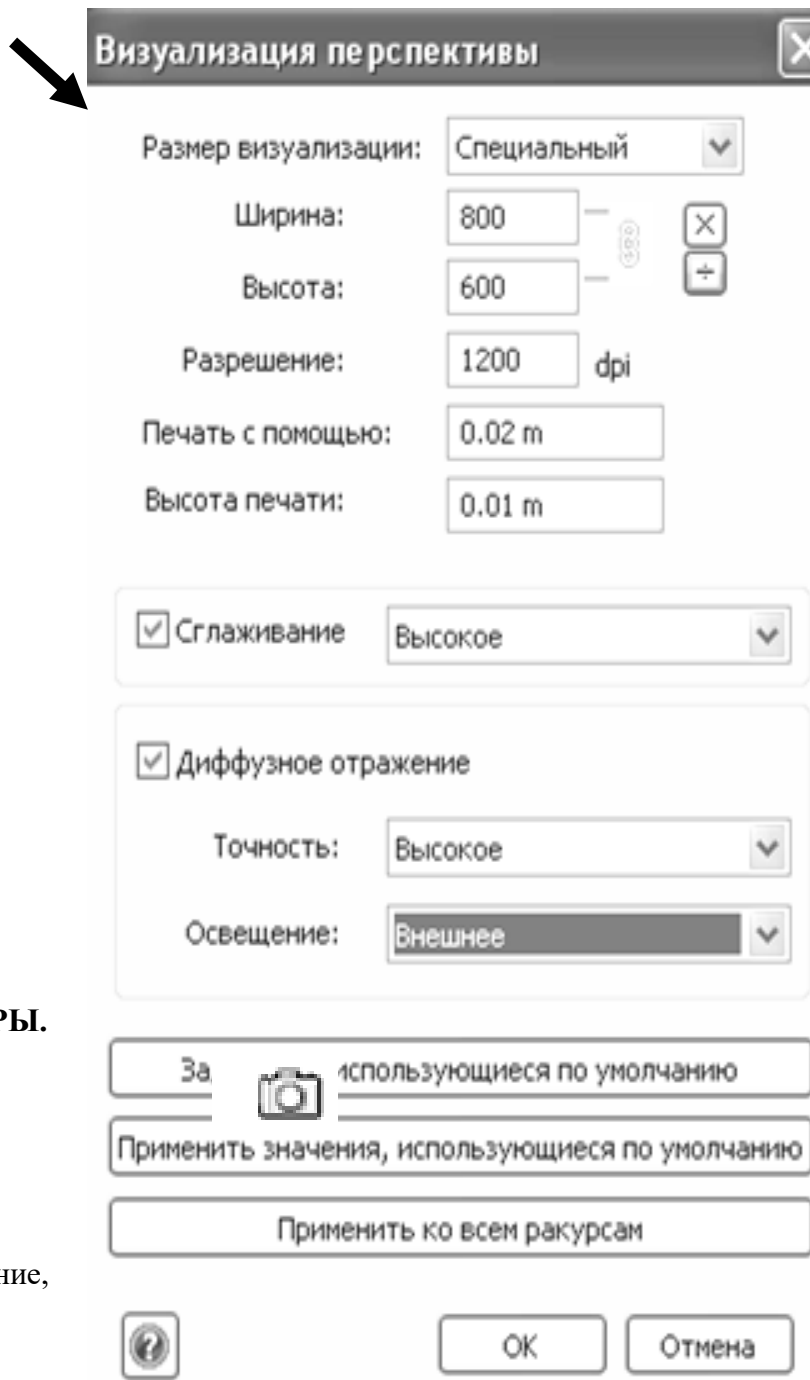 Визуализация перспективы
Размер визуализации: Специальный
Ширина: 800
Высота: 600
Разрешение: 1200 dpi
Печать с помощью: 0.02 m
Высота печати: 0.01 m
Сглаживание Высокое
Диффузное отражение
Точность: Высокое
Освещение: Внешнее
РЫ.
использующиеся по умолчанию
Применить значения, использующиеся по умолчанию
Применить ко всем ракурсам
ние,
OK Отмена